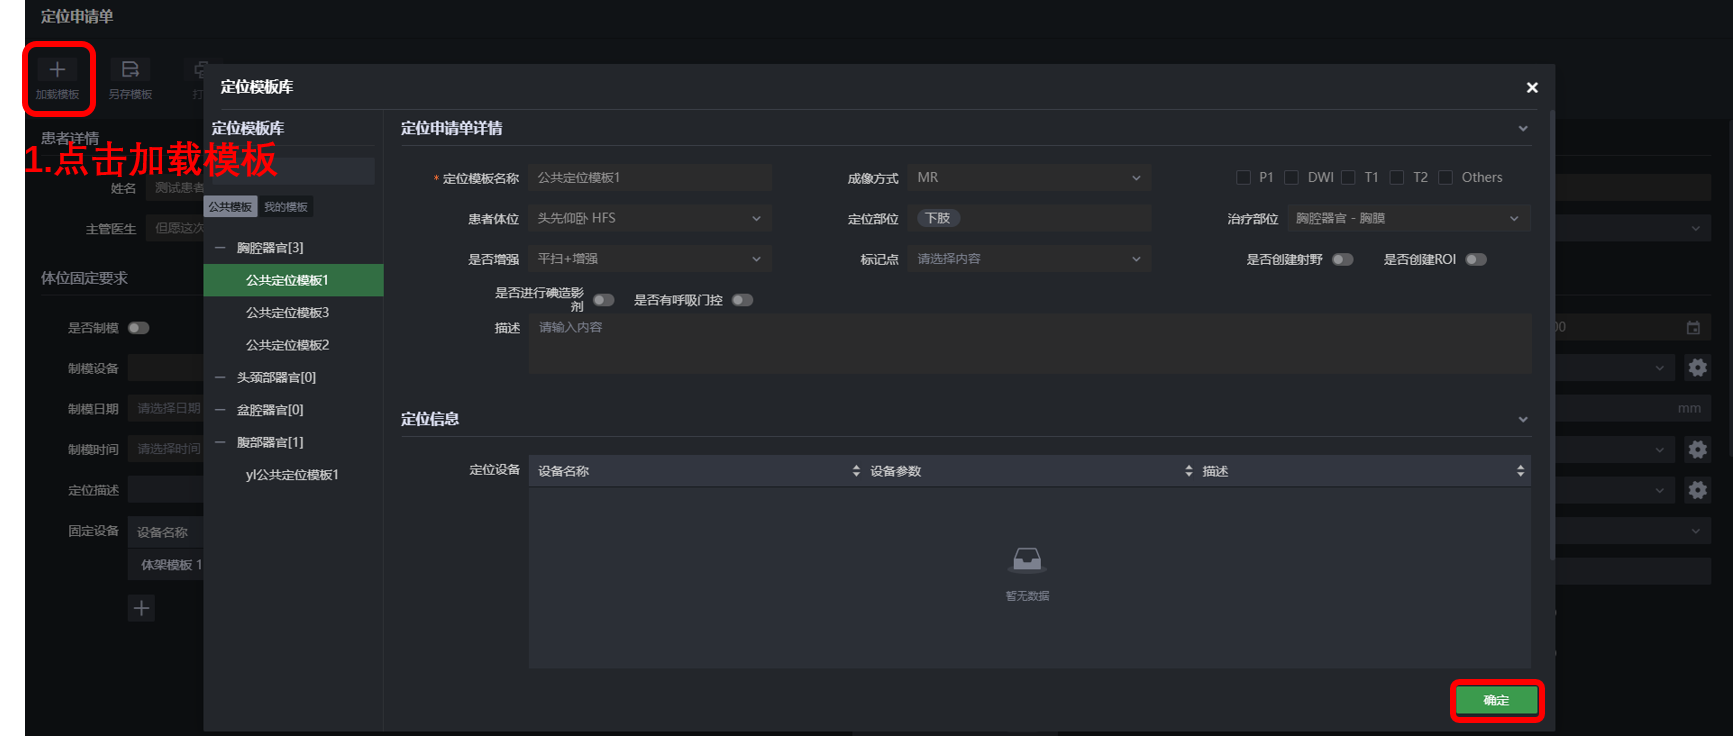 定位申请单
加载模板
另存模板
打
患者详情
1.点击加载模板
姓名
测试患者
主管医生
但愿这次
体位固定要求
是否制模
制模设备
制模日期
请选择日期
制模时间
请选择时间
定位描述
固定设备
设备名称
体架模板 1
定位模板库
定位模板库
公共模板
我的模板
胸腔器官[3]
公共定位模板1
公共定位模板3
公共定位模板2
头颈部器官[0]
盆腔器官[0]
腹部器官[1]
yl公共定位模板1
定位申请单详情
* 定位模板名称
公共定位模板1
成像方式
MR
P1
DWI
T1
T2
Others
患者体位
头先仰卧 HFS
定位部位
下肢
治疗部位
胸腔器官 - 胸膜
是否增强
平扫+增强
标记点
请选择内容
是否创建射野
是否创建ROI
是否进行碘造影
剂
是否有呼吸门控
描述
请输入内容
定位信息
定位设备
设备名称
设备参数
描述
暂无数据
确定
00
mm